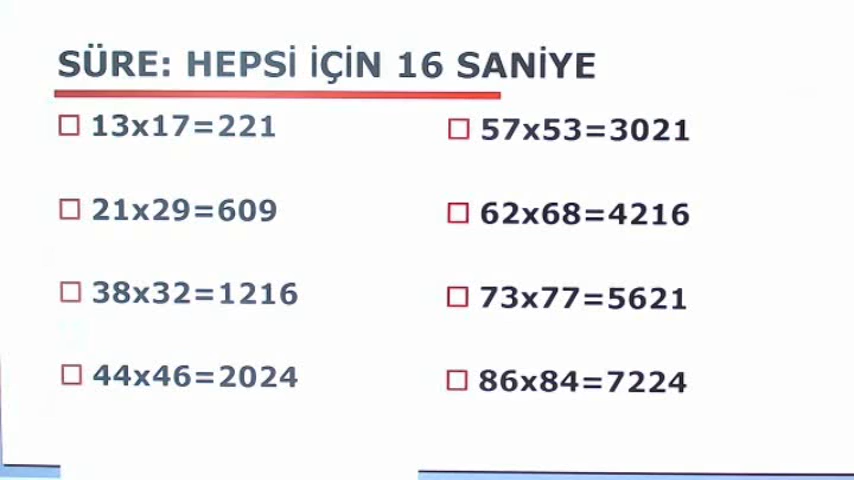 SÜRE: HEPSİ İÇİN 16 SANİYE
13x17=221
21x29=609
38x32=1216
44x46=2024
57x53=3021
62x68=4216
73x77=5621
86x84=7224